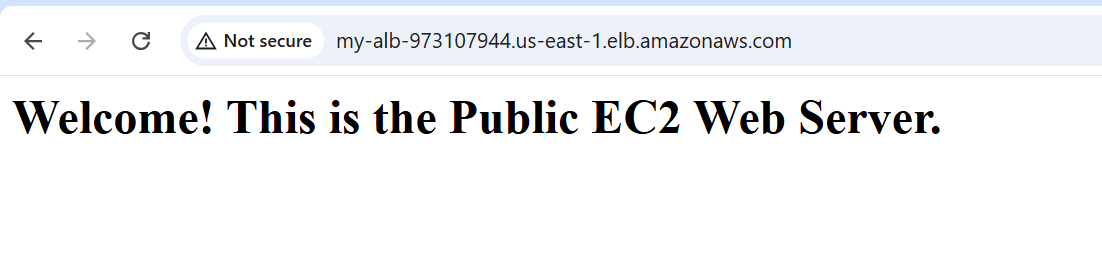 Not secure my-alb-973107944.us-east-1.elb.amazonaws.com
Welcome! This is the Public EC2 Web Server.